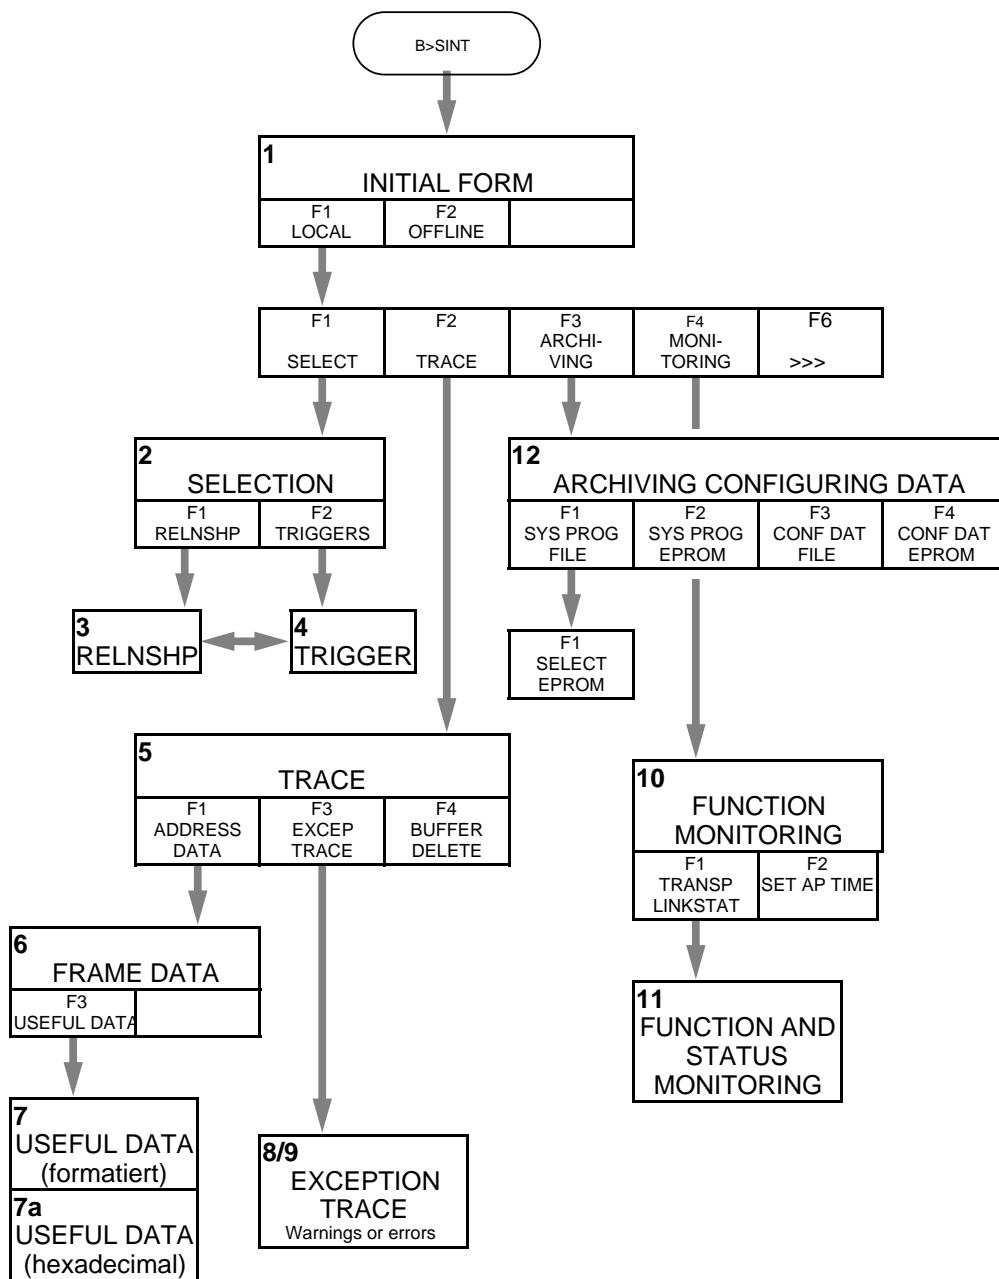 B>SINT
1
INITIAL FORM
F1
LOCAL
F2
OFFLINE
F1
SELECT
F2
TRACE
F3
ARCHI-
VING
F4
MONI-
TORING
F6
>>>
2
SELECTION
F1
RELNSHP
F2
TRIGGERS
12
ARCHIVING CONFIGURING DATA
F1
SYS PROG
FILE
F2
SYS PROG
EPROM
F3
CONF DAT
FILE
F4
CONF DAT
EPROM
3
RELNSHP
4
TRIGGER
F1
SELECT
EPROM
5
TRACE
F1
ADDRESS
DATA
F3
EXCEP
TRACE
F4
BUFFER
DELETE
10
FUNCTION
MONITORING
F1
TRANSP
LINKSTAT
F2
SET AP TIME
6
FRAME DATA
F3
USEFUL DATA
11
FUNCTION AND
STATUS
MONITORING
7
USEFUL DATA
(formatiert)
7a
USEFUL DATA
(hexadecimal)
8/9
EXCEPTION
TRACE
Warnings or errors